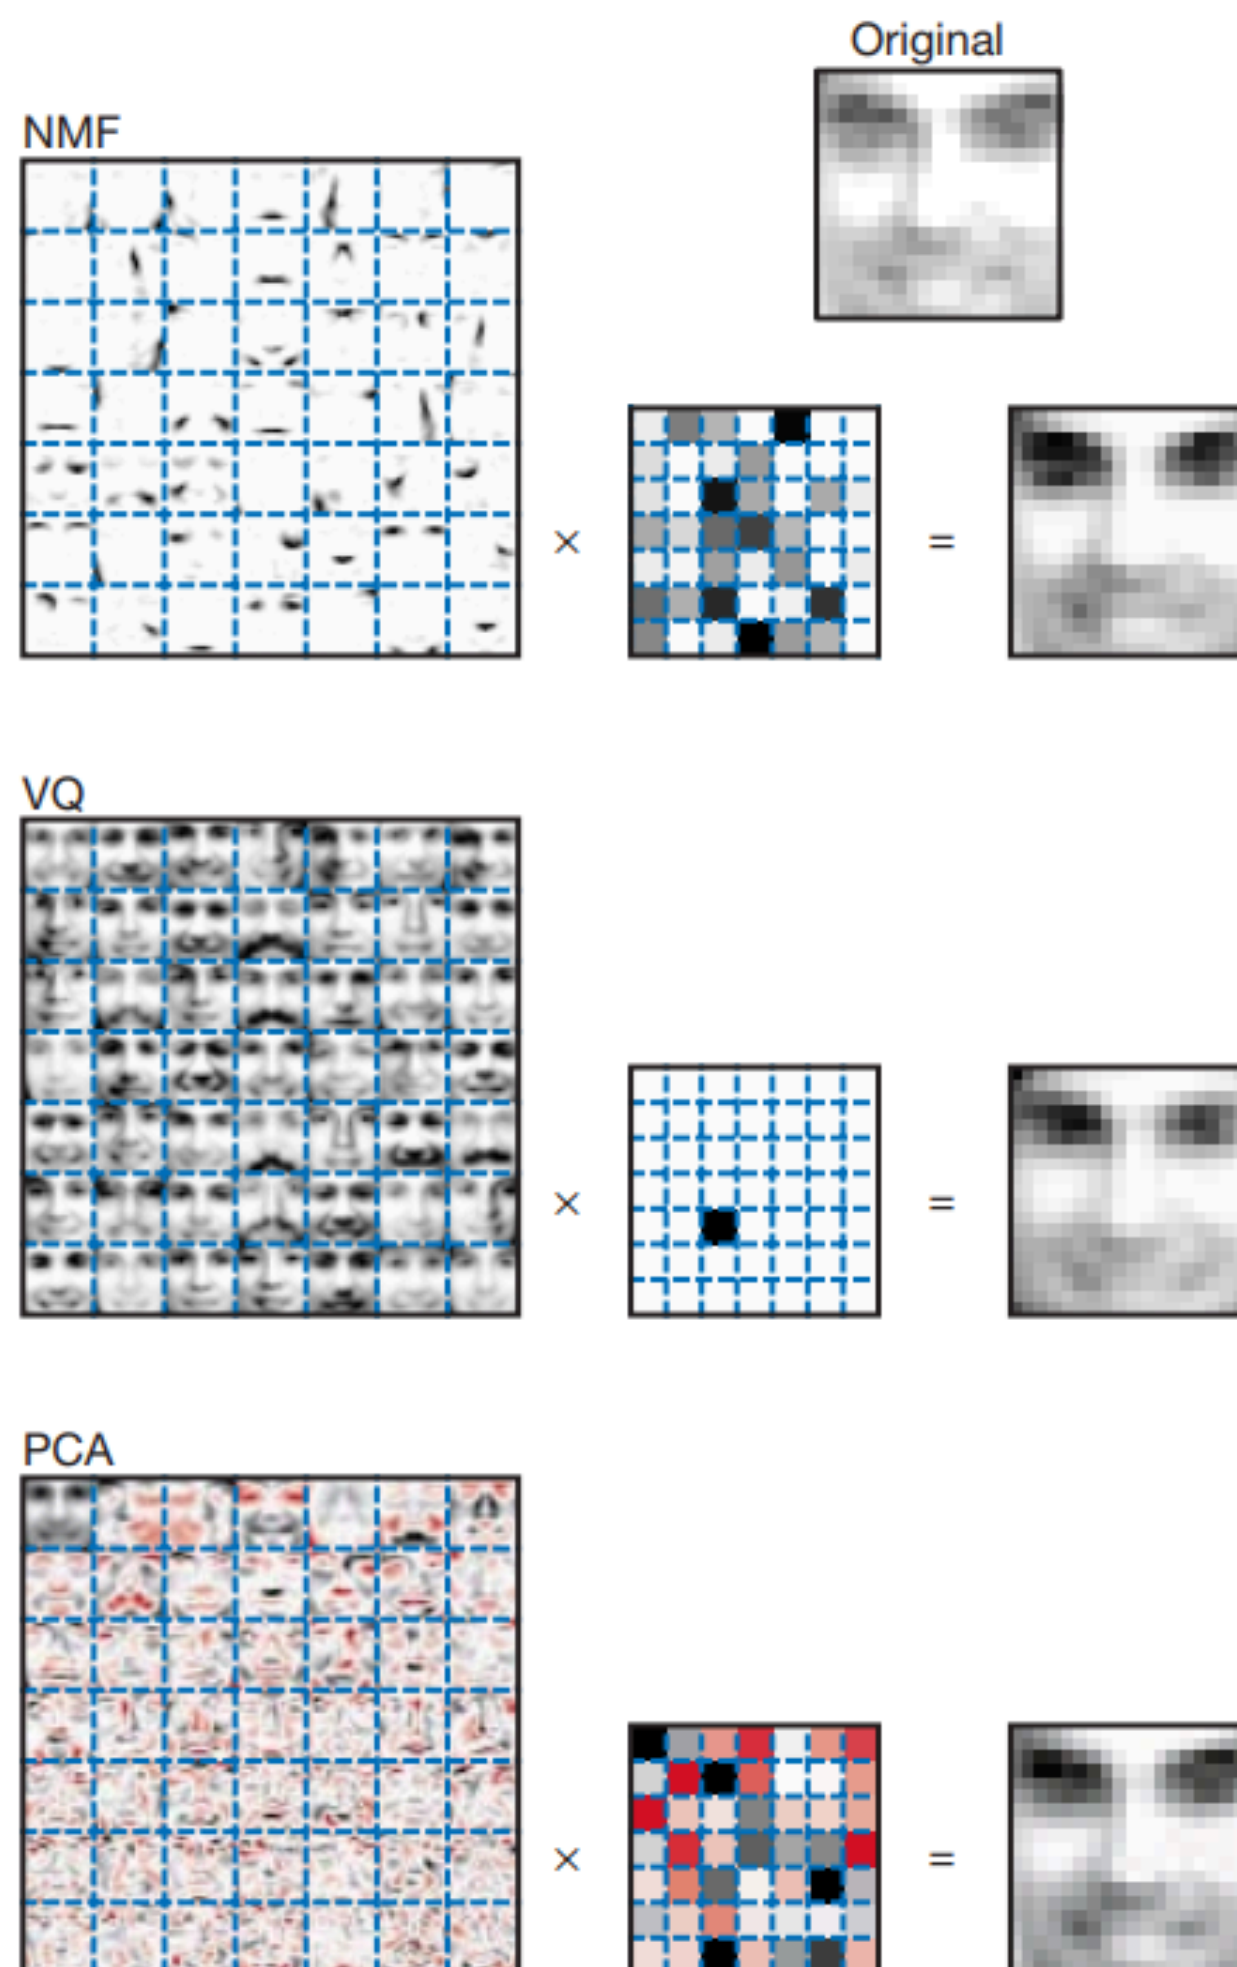 Original
NMF
× =
VQ
× =
PCA
× =